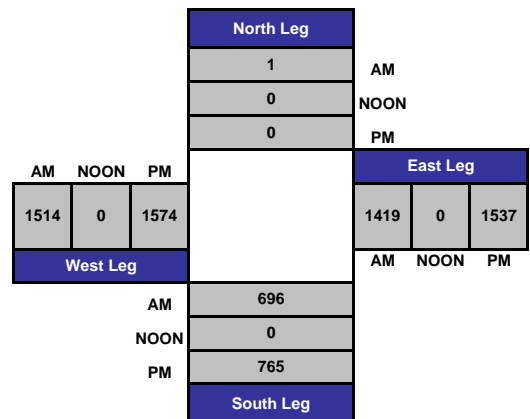 North Leg
1 AM
0 NOON
0 PM
AM NOON PM
East Leg
1514 0 1574
1419 0 1537
West Leg
AM NOON PM
AM 696
NOON 0
PM 765
South Leg